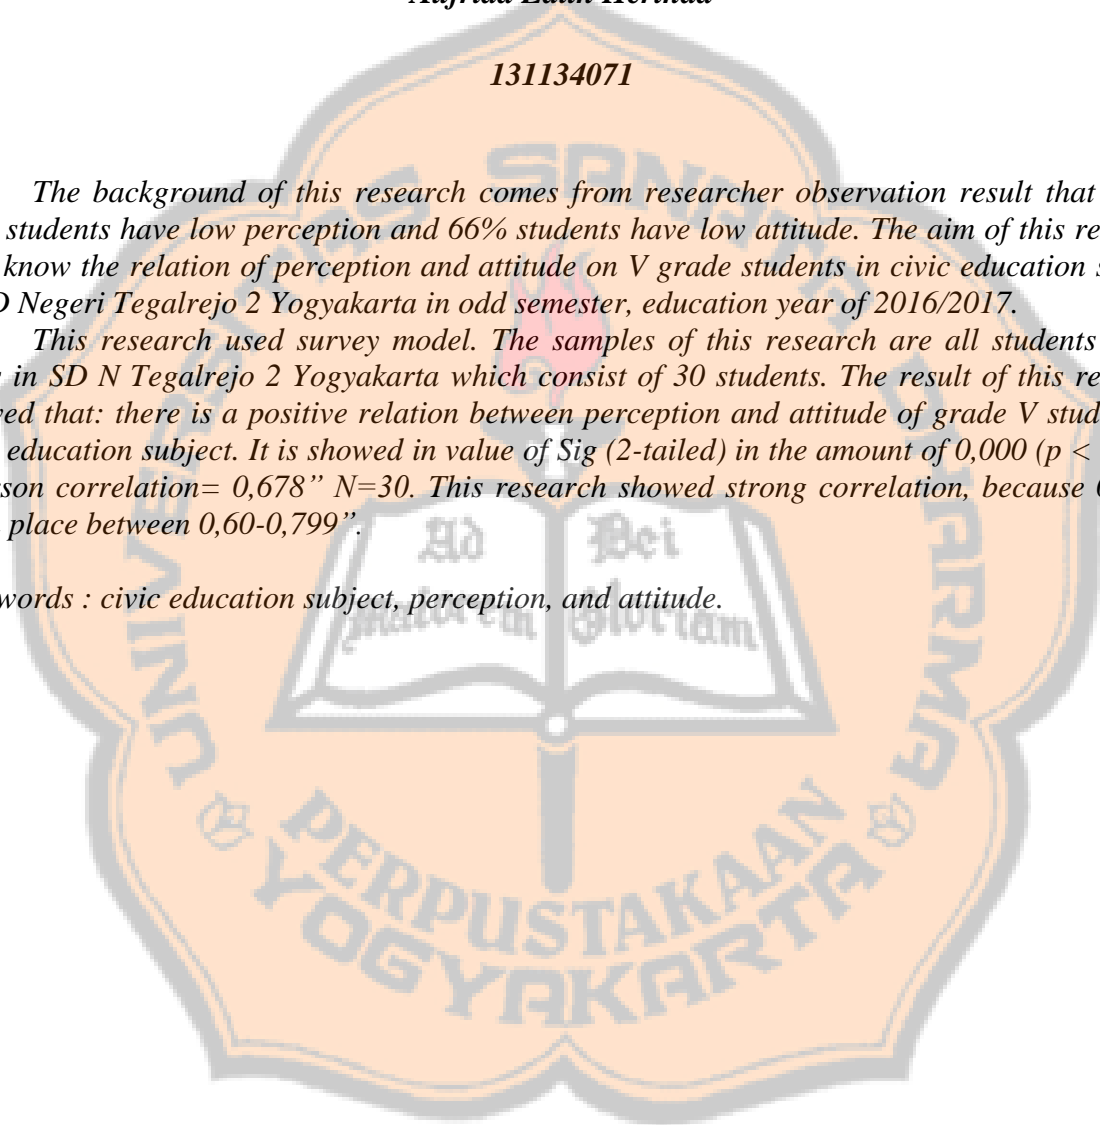 131134071
The background of this research comes from researcher observation result that
students have low perception and 66% students have low attitude. The aim of this re
know the relation of perception and attitude on V grade students in civic education s
D Negeri Tegalrejo 2 Yogyakarta in odd semester, education year of 2016/2017.
This research used survey model. The samples of this research are all students
in SD N Tegalrejo 2 Yogyakarta which consist of 30 students. The result of this re
ved that: there is a positive relation between perception and attitude of grade V stud
education subject. It is showed in value of Sig (2-tailed) in the amount of 0,000 (p <
son correlation= 0,678” N=30. This research showed strong correlation, because
place between 0,60-0,799”.
words : civic education subject, perception, and attitude.
UNIVERSITAS SANATA DHARMA
Ad Dei
Maiorem Gloriam
PERPUSTAKAAN
YOGYAKARTA